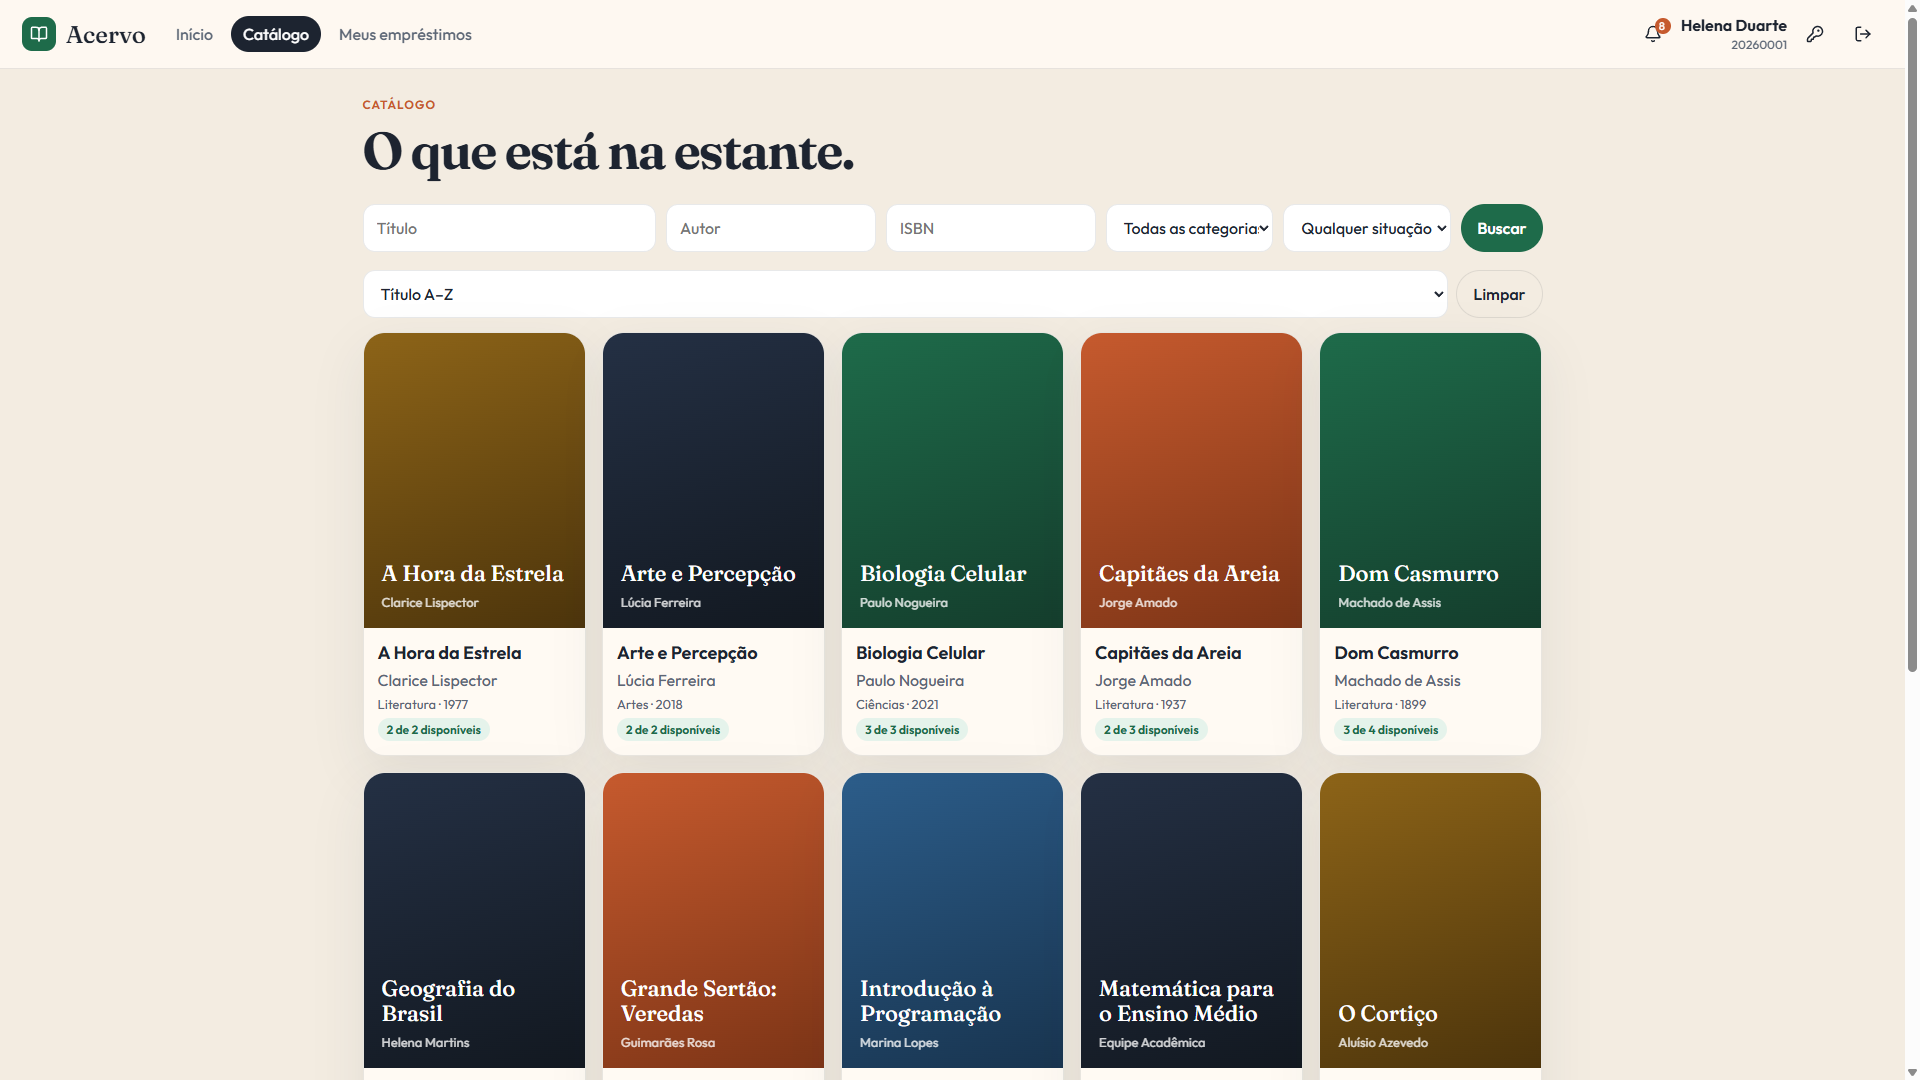 Acervo
Início
Catálogo
Meus empréstimos
8
Helena Duarte
20260001
CATÁLOGO
O que está na estante.
Título
Autor
ISBN
Todas as categoria
Qualquer situação
Buscar
Título A–Z
Limpar
A Hora da Estrela
Clarice Lispector
A Hora da Estrela
Clarice Lispector
Literatura · 1977
2 de 2 disponíveis
Arte e Percepção
Lúcia Ferreira
Arte e Percepção
Lúcia Ferreira
Artes · 2018
2 de 2 disponíveis
Biologia Celular
Paulo Nogueira
Biologia Celular
Paulo Nogueira
Ciências · 2021
3 de 3 disponíveis
Capitães da Areia
Jorge Amado
Capitães da Areia
Jorge Amado
Literatura · 1937
2 de 3 disponíveis
Dom Casmurro
Machado de Assis
Dom Casmurro
Machado de Assis
Literatura · 1899
3 de 4 disponíveis
Geografia do
Brasil
Helena Martins
Grande Sertão:
Veredas
Guimarães Rosa
Introdução à
Programação
Marina Lopes
Matemática para
o Ensino Médio
Equipe Acadêmica
O Cortiço
Aluísio Azevedo